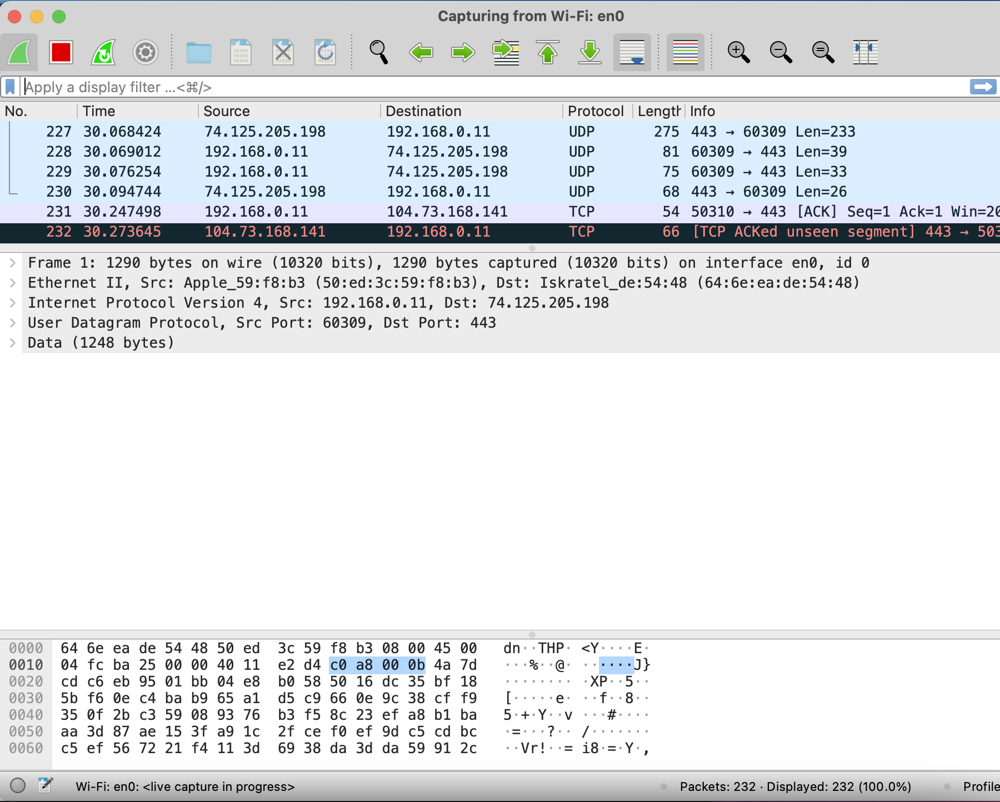 Capturing from Wi-Fi: en0
Apply a display filter ...<⌘/>
No. Time Source Destination Protocol Length Info
227 30.068424 74.125.205.198 192.168.0.11 UDP 275 443 → 60309 Len=233
228 30.069012 192.168.0.11 74.125.205.198 UDP 81 60309 → 443 Len=39
229 30.076254 192.168.0.11 74.125.205.198 UDP 75 60309 → 443 Len=33
230 30.094744 74.125.205.198 192.168.0.11 UDP 68 443 → 60309 Len=26
231 30.247498 192.168.0.11 104.73.168.141 TCP 54 50310 → 443 [ACK] Seq=1 Ack=1 Win=20
232 30.273645 104.73.168.141 192.168.0.11 TCP 66 [TCP ACKed unseen segment] 443 → 503
Frame 1: 1290 bytes on wire (10320 bits), 1290 bytes captured (10320 bits) on interface en0, id 0
Ethernet II, Src: Apple_59:f8:b3 (50:ed:3c:59:f8:b3), Dst: Iskratel_de:54:48 (64:6e:ea:de:54:48)
Internet Protocol Version 4, Src: 192.168.0.11, Dst: 74.125.205.198
User Datagram Protocol, Src Port: 60309, Dst Port: 443
Data (1248 bytes)
0000 64 6e ea de 54 48 50 ed 3c 59 f8 b3 08 00 45 00 dn··THP· <Y····E·
0010 04 fc ba 25 00 00 40 11 e2 d4 c0 a8 00 0b 4a 7d ···%··@· ······J}
0020 cd c6 eb 95 01 bb 04 e8 b0 58 50 16 dc 35 bf 18 ········ ·XP··5··
0030 5b f6 0e c4 ba b9 65 a1 d5 c9 66 0e 9c 38 cf f9 [·····e· ··f··8··
0040 35 0f 2b c3 59 08 93 76 b3 f5 8c 23 ef a8 b1 ba 5·+·Y··v ···#····
0050 aa 3d 87 ae 15 3f a9 1c 2f ce f0 ef 9d c5 cd bc ·=···?·· /·······
0060 c5 ef 56 72 21 f4 11 3d 69 38 da 3d da 59 91 2c ··Vr!··= i8·=·Y·,
Wi-Fi: en0: <live capture in progress> Packets: 232 · Displayed: 232 (100.0%) Profile